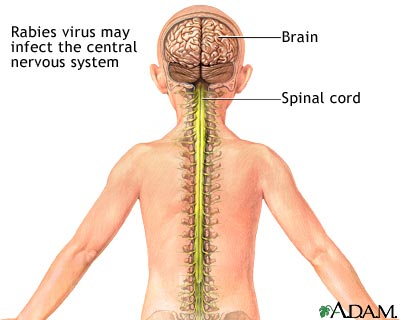 Rabies virus may
infect the central
nervous system
Brain
Spinal cord
A.D.A.M.